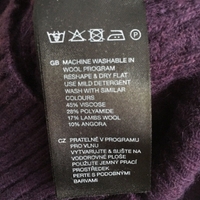 GB MACHINE WASHABLE IN
WOOL PROGRAM
RESHAPE & DRY FLAT
USE MILD DETERGENT
WASH WITH SIMILAR
COLOURS
45% VISCOSE
28% POLYAMIDE
17% LAMBS WOOL
10% ANGORA
CZ PRATELNÉ V PROGRAMU
PRO VLNU
VYTVARUJTE & SUŠTE NA
VODOROVNÉ PLOŠE
POUŽIJTE JEMNÝ PRACÍ
PROSTŘEDEK
PERTE S PODOBNÝMI
BARVAMI